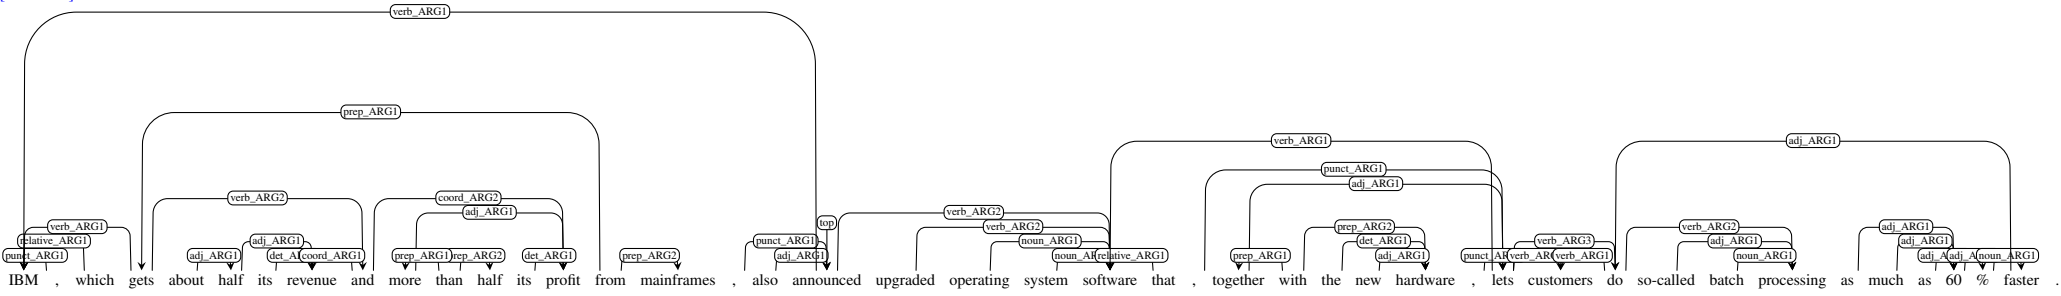 verb_ARG1
prep_ARG1
verb_ARG1 adj_ARG1
punct_ARG1
adj_ARG1
verb_ARG2 coord_ARG2
adj_ARG1 verb_ARG2
verb_ARG1 top verb_ARG2 prep_ARG2 verb_ARG2 adj_ARG1
relative_ARG1 adj_ARG1 punct_ARG1 noun_ARG1 det_ARG1 verb_ARG3 adj_ARG1 adj_ARG1
punct_ARG1 adj_ARG1 coord_ARG1 prep_ARG1 det_ARG1 prep_ARG2 relative_ARG1 prep_ARG1 adj_ARG1 verb_ARG1 noun_ARG1 noun_ARG1
IBM , which gets about half its revenue and more than half its profit from mainframes , also announced upgraded operating system software that , together with the new hardware , lets customers do so-called batch processing as much as 60 % faster .